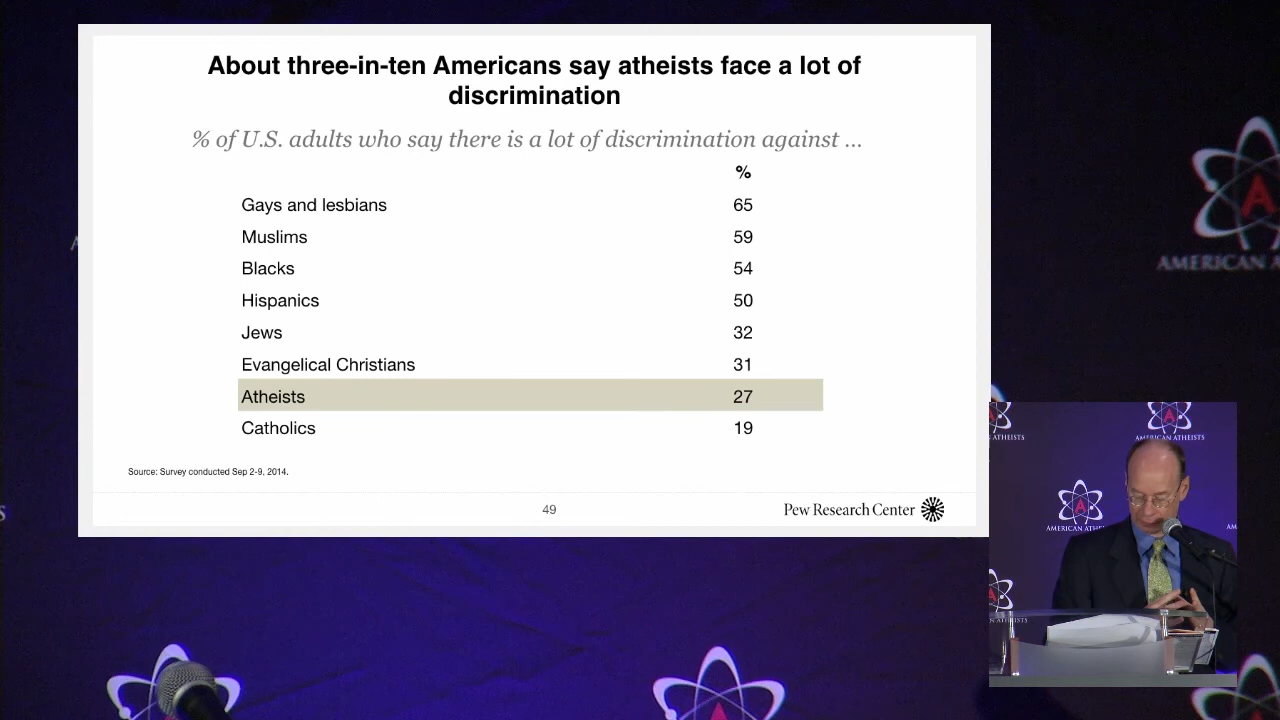 About three-in-ten Americans say atheists face a lot of
discrimination
% of U.S. adults who say there is a lot of discrimination against ...
%
Gays and lesbians 65
Muslims 59
Blacks 54
Hispanics 50
Jews 32
Evangelical Christians 31
Atheists 27
Catholics 19
Source: Survey conducted Sep 2-9, 2014.
49
Pew Research Center
A
AMERICAN A
AMERICAN ATHEISTS
AMERICAN ATHEI